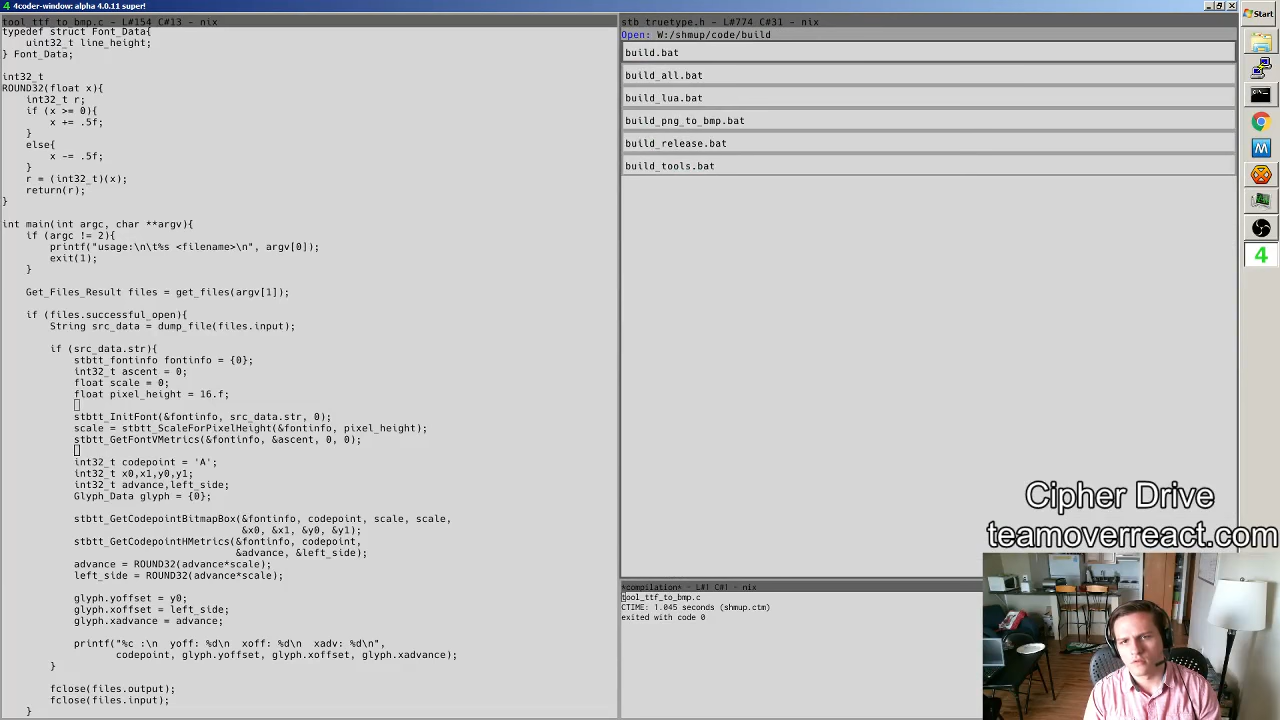 4coder-window: alpha 4.0.11 super!
tool_ttf_to_bmp.c - L#154 C#13 - nix
typedef struct Font_Data{
uint32_t line_height;
} Font_Data;
int32_t
ROUND32(float x){
int32_t r;
if (x >= 0){
x += .5f;
}
else{
x -= .5f;
}
r = (int32_t)(x);
return(r);
}
int main(int argc, char **argv){
if (argc != 2){
printf("usage:\n\t%s <filename>\n", argv[0]);
exit(1);
}
Get_Files_Result files = get_files(argv[1]);
if (files.successful_open){
String src_data = dump_file(files.input);
if (src_data.str){
stbtt_fontinfo fontinfo = {0};
int32_t ascent = 0;
float scale = 0;
float pixel_height = 16.f;
stbtt_InitFont(&fontinfo, src_data.str, 0);
scale = stbtt_ScaleForPixelHeight(&fontinfo, pixel_height);
stbtt_GetFontVMetrics(&fontinfo, &ascent, 0, 0);
int32_t codepoint = 'A';
int32_t x0,x1,y0,y1;
int32_t advance,left_side;
Glyph_Data glyph = {0};
stbtt_GetCodepointBitmapBox(&fontinfo, codepoint, scale, scale,
&x0, &x1, &y0, &y1);
stbtt_GetCodepointHMetrics(&fontinfo, codepoint,
&advance, &left_side);
advance = ROUND32(advance*scale);
left_side = ROUND32(advance*scale);
glyph.yoffset = y0;
glyph.xoffset = left_side;
glyph.xadvance = advance;
printf("%c :\n  yoff: %d\n  xoff: %d\n  xadv: %d\n",
codepoint, glyph.yoffset, glyph.xoffset, glyph.xadvance);
}
fclose(files.output);
fclose(files.input);
}
stb_truetype.h - L#774 C#31 - nix
Open: W:/shmup/code/build
build.bat
build_all.bat
build_lua.bat
build_png_to_bmp.bat
build_release.bat
build_tools.bat
*compilation* - L#1 C#1 - nix
tool_ttf_to_bmp.c
CTIME: 1.045 seconds (shmup.ctm)
exited with code 0
Start
M
4
Cipher Drive
teamoverreact.com